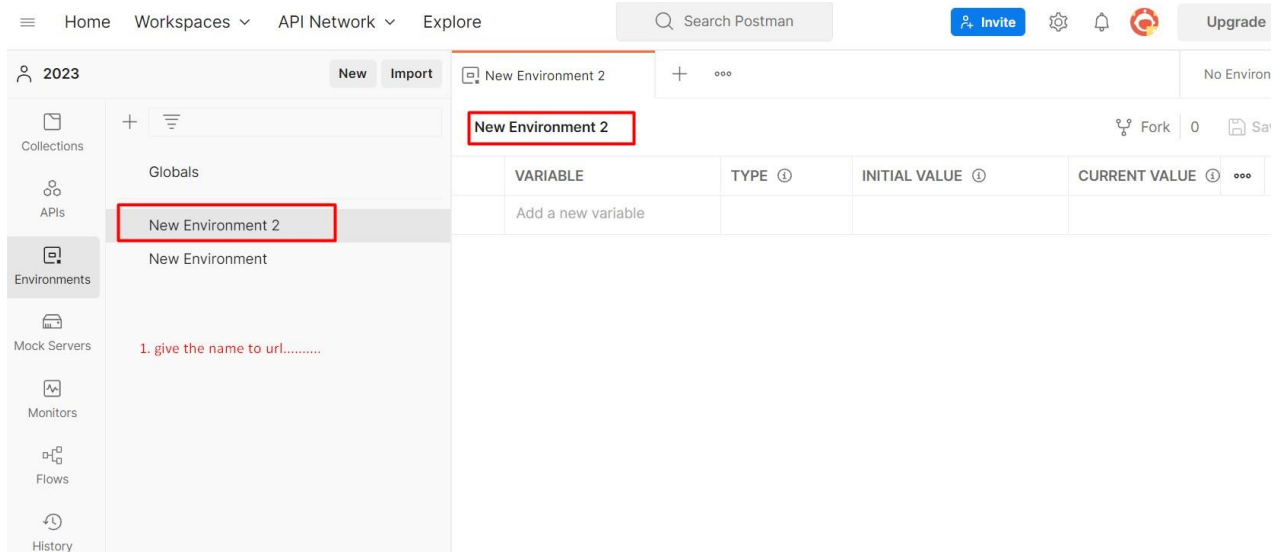 Home Workspaces API Network Explore Search Postman Invite Upgrade
2023 New Import New Environment 2 No Environ
New Environment 2 Fork 0 Sav
Collections
APIs
Environments
Mock Servers
Monitors
Flows
History
Globals
New Environment 2
New Environment
1. give the name to url..........
VARIABLE TYPE INITIAL VALUE CURRENT VALUE
Add a new variable